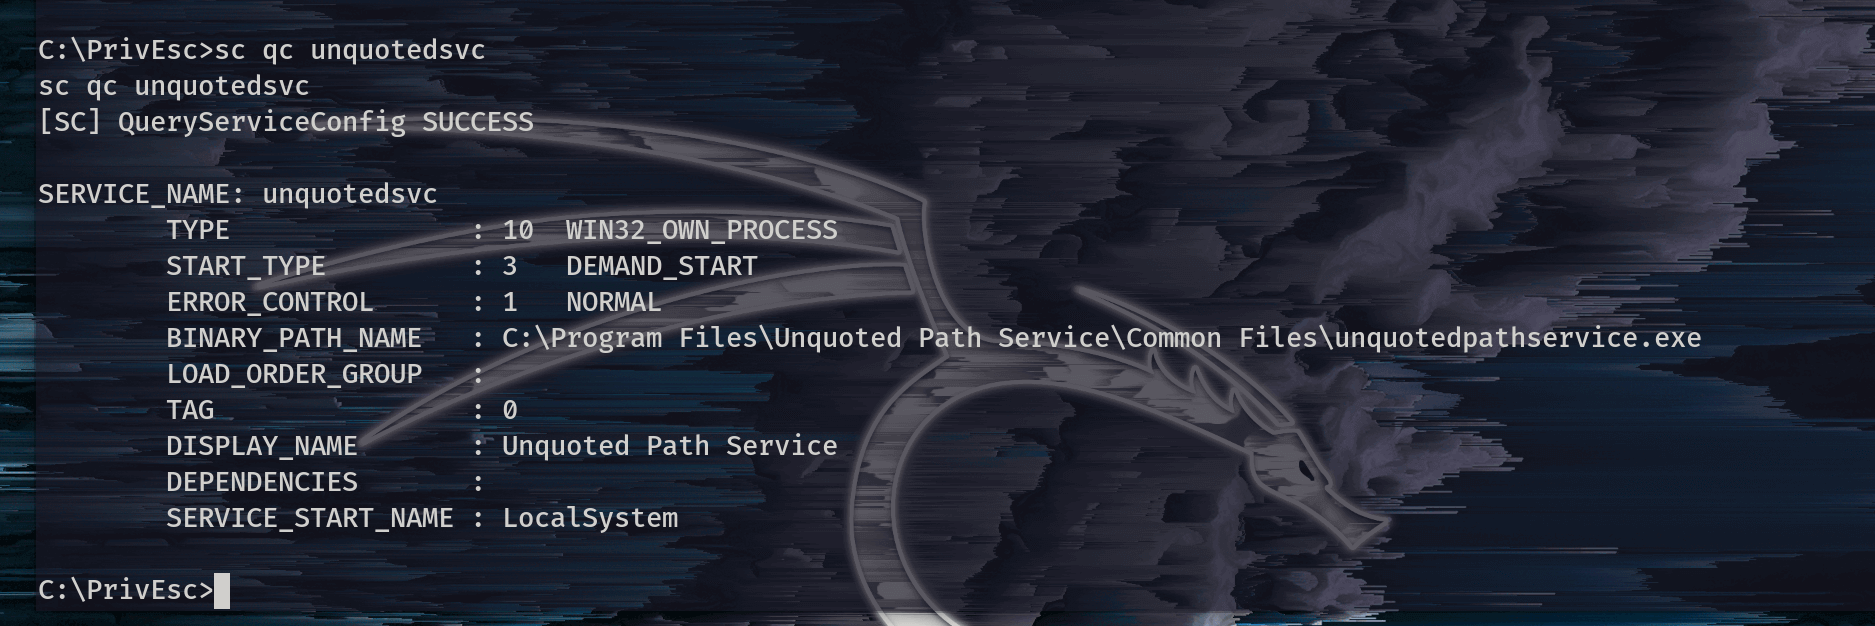 C:\PrivEsc>sc qc unquotedsvc
sc qc unquotedsvc
[SC] QueryServiceConfig SUCCESS

SERVICE_NAME: unquotedsvc
        TYPE               : 10  WIN32_OWN_PROCESS
        START_TYPE         : 3   DEMAND_START
        ERROR_CONTROL      : 1   NORMAL
        BINARY_PATH_NAME   : C:\Program Files\Unquoted Path Service\Common Files\unquotedpathservice.exe
        LOAD_ORDER_GROUP   :
        TAG                : 0
        DISPLAY_NAME       : Unquoted Path Service
        DEPENDENCIES       :
        SERVICE_START_NAME : LocalSystem

C:\PrivEsc>